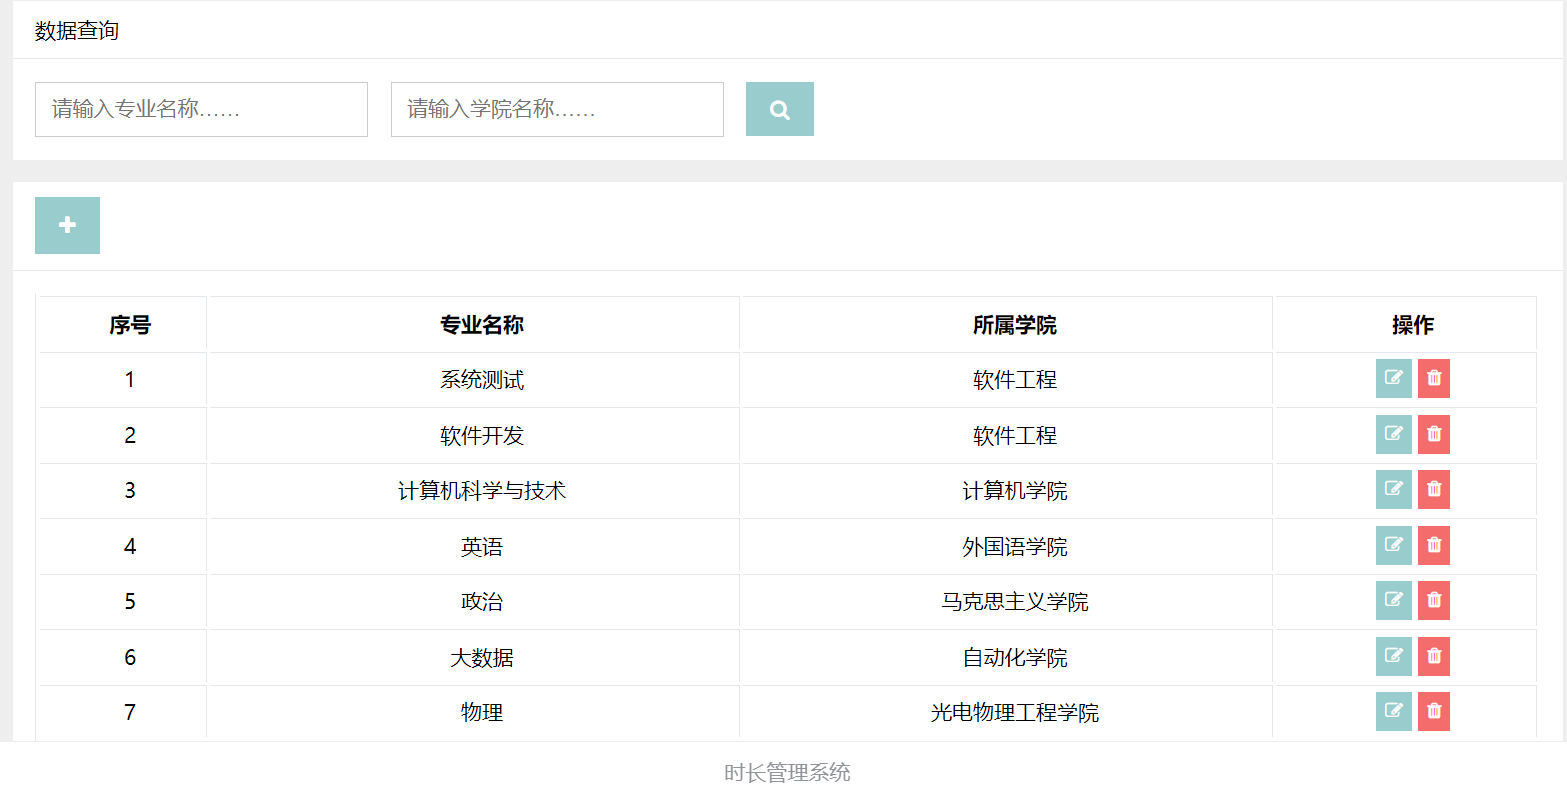 数据查询
请输入专业名称…… 请输入学院名称……
序号 专业名称 所属学院 操作
1 系统测试 软件工程
2 软件开发 软件工程
3 计算机科学与技术 计算机学院
4 英语 外国语学院
5 政治 马克思主义学院
6 大数据 自动化学院
7 物理 光电物理工程学院
时长管理系统